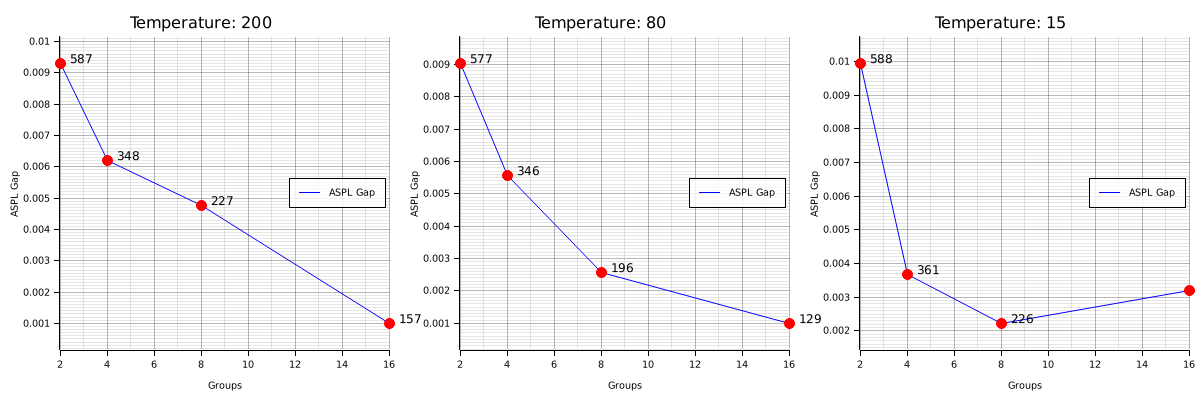 Temperature: 200
0.01
0.009
0.008
0.007
0.006
0.005
0.004
0.003
0.002
0.001
ASPL Gap
587
348
227
157
ASPL Gap
2 4 6 8 10 12 14 16
Groups
Temperature: 80
0.009
0.008
0.007
0.006
0.005
0.004
0.003
0.002
0.001
ASPL Gap
577
346
196
129
ASPL Gap
2 4 6 8 10 12 14 16
Groups
Temperature: 15
0.01
0.009
0.008
0.007
0.006
0.005
0.004
0.003
0.002
ASPL Gap
588
361
226
ASPL Gap
2 4 6 8 10 12 14 16
Groups